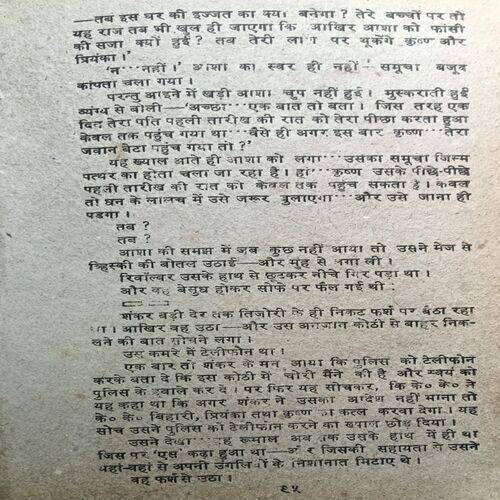 —तब इस घर की इज्जत का क्या बनेगा ? तेरे बच्चों पर तो
यह राज तब भी खुल ही जाएगा कि आखिर आशा को फांसी
की सजा क्यों हुई ? तब तेरी लाश पर थूकेंगे कृष्ण और
प्रियंका ।'
'न···नहीं !' आशा का स्वर ही नहीं—समूचा बजूद
कांपता चला गया ।
परन्तु आइने में खड़ी आशा चुप नहीं हुई । मुस्कराती हुई
व्यंग्य से बोली—'अच्छा···एक बात तो बता । जिस तरह एक
दिन तेरा पति पहली तारीख की रात को तेरा पीछा करता हुआ
केबल तक पहुंच गया था···वैसे ही अगर इस बार कृष्ण···तेरा
जवान बेटा पहुंच गया तो ?'
यह ख्याल आते ही आशा को लगा···उसका समूचा जिस्म
पत्थर का होता चला जा रहा है । हां···कृष्ण उसके पीछे-पीछे
पहली तारीख की रात को केबल तक पहुंच सकता है । केबल
तो धन के लालच में उसे जरूर बुलाएगा···और उसे जाना ही
पड़ेगा ।
तब ?
तब ?
आशा की समझ में जब कुछ नहीं आया तो उसने मेज से
व्हिस्की की बोतल उठाई—और मुंह से लगा ली ।
रिवॉल्वर उसके हाथ से छूटकर नीचे गिर पड़ा था ।
और वह बेसुध होकर सोफे पर फैल गई थी ।
शंकर बड़ी देर तक तिजोरी के ही निकट फर्श पर बैठा रहा
था । आखिर वह उठा—और उस अनजान कोठी से बाहर निक-
लने की बात सोचने लगा ।
उस कमरे में टेलीफोन था ।
एक बार तो शंकर के मन आया कि पुलिस को टेलीफोन
करके बता दे कि इस कोठी में चोरी मैंने की है और स्वयं को
पुलिस के हवाले कर दे । पर फिर यह सोचकर, कि के० के० ने
यह कहा था कि अगर शंकर ने उसका आदेश नहीं माना तो
के० के० बिहारी, प्रियंका तथा कृष्ण का कत्ल करवा देगा । यह
सोच उसने पुलिस को टेलीफोन करने का खयाल छोड़ दिया ।
उसने देखा वह रूमाल अब तक उसके हाथ में ही था
जिस पर 'एस' कढ़ा हुआ था—और जिसकी सहायता से उसने
यहां-वहां से अपनी उंगलियों के निशानात मिटाए थे ।
वह फर्श से उठा ।
६५